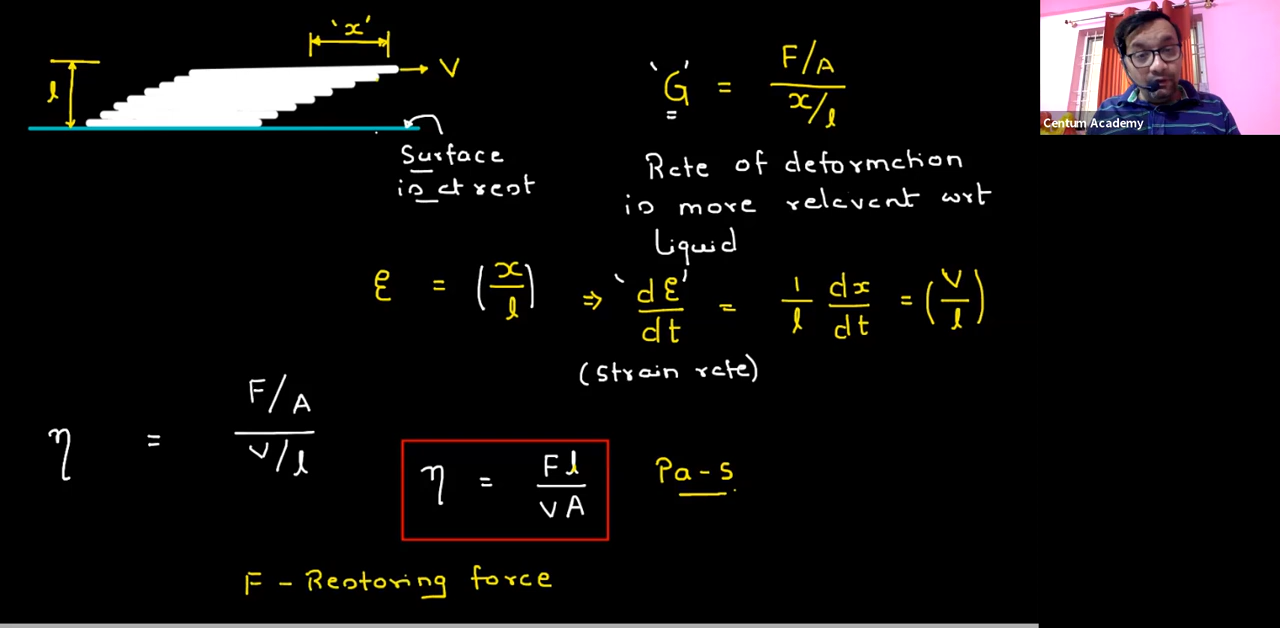 'x'
l
V
Surface
is at rest
'G' = F/A / x/l
Rate of deformation
is more relevant wrt
liquid
ε = (x/l) ⇒ 'dε'/dt = 1/l dx/dt = (V/l)
(Strain rate)
η = F/A / v/l
η = Fl / vA
Pa-s
F - Restoring force
Centum Academy